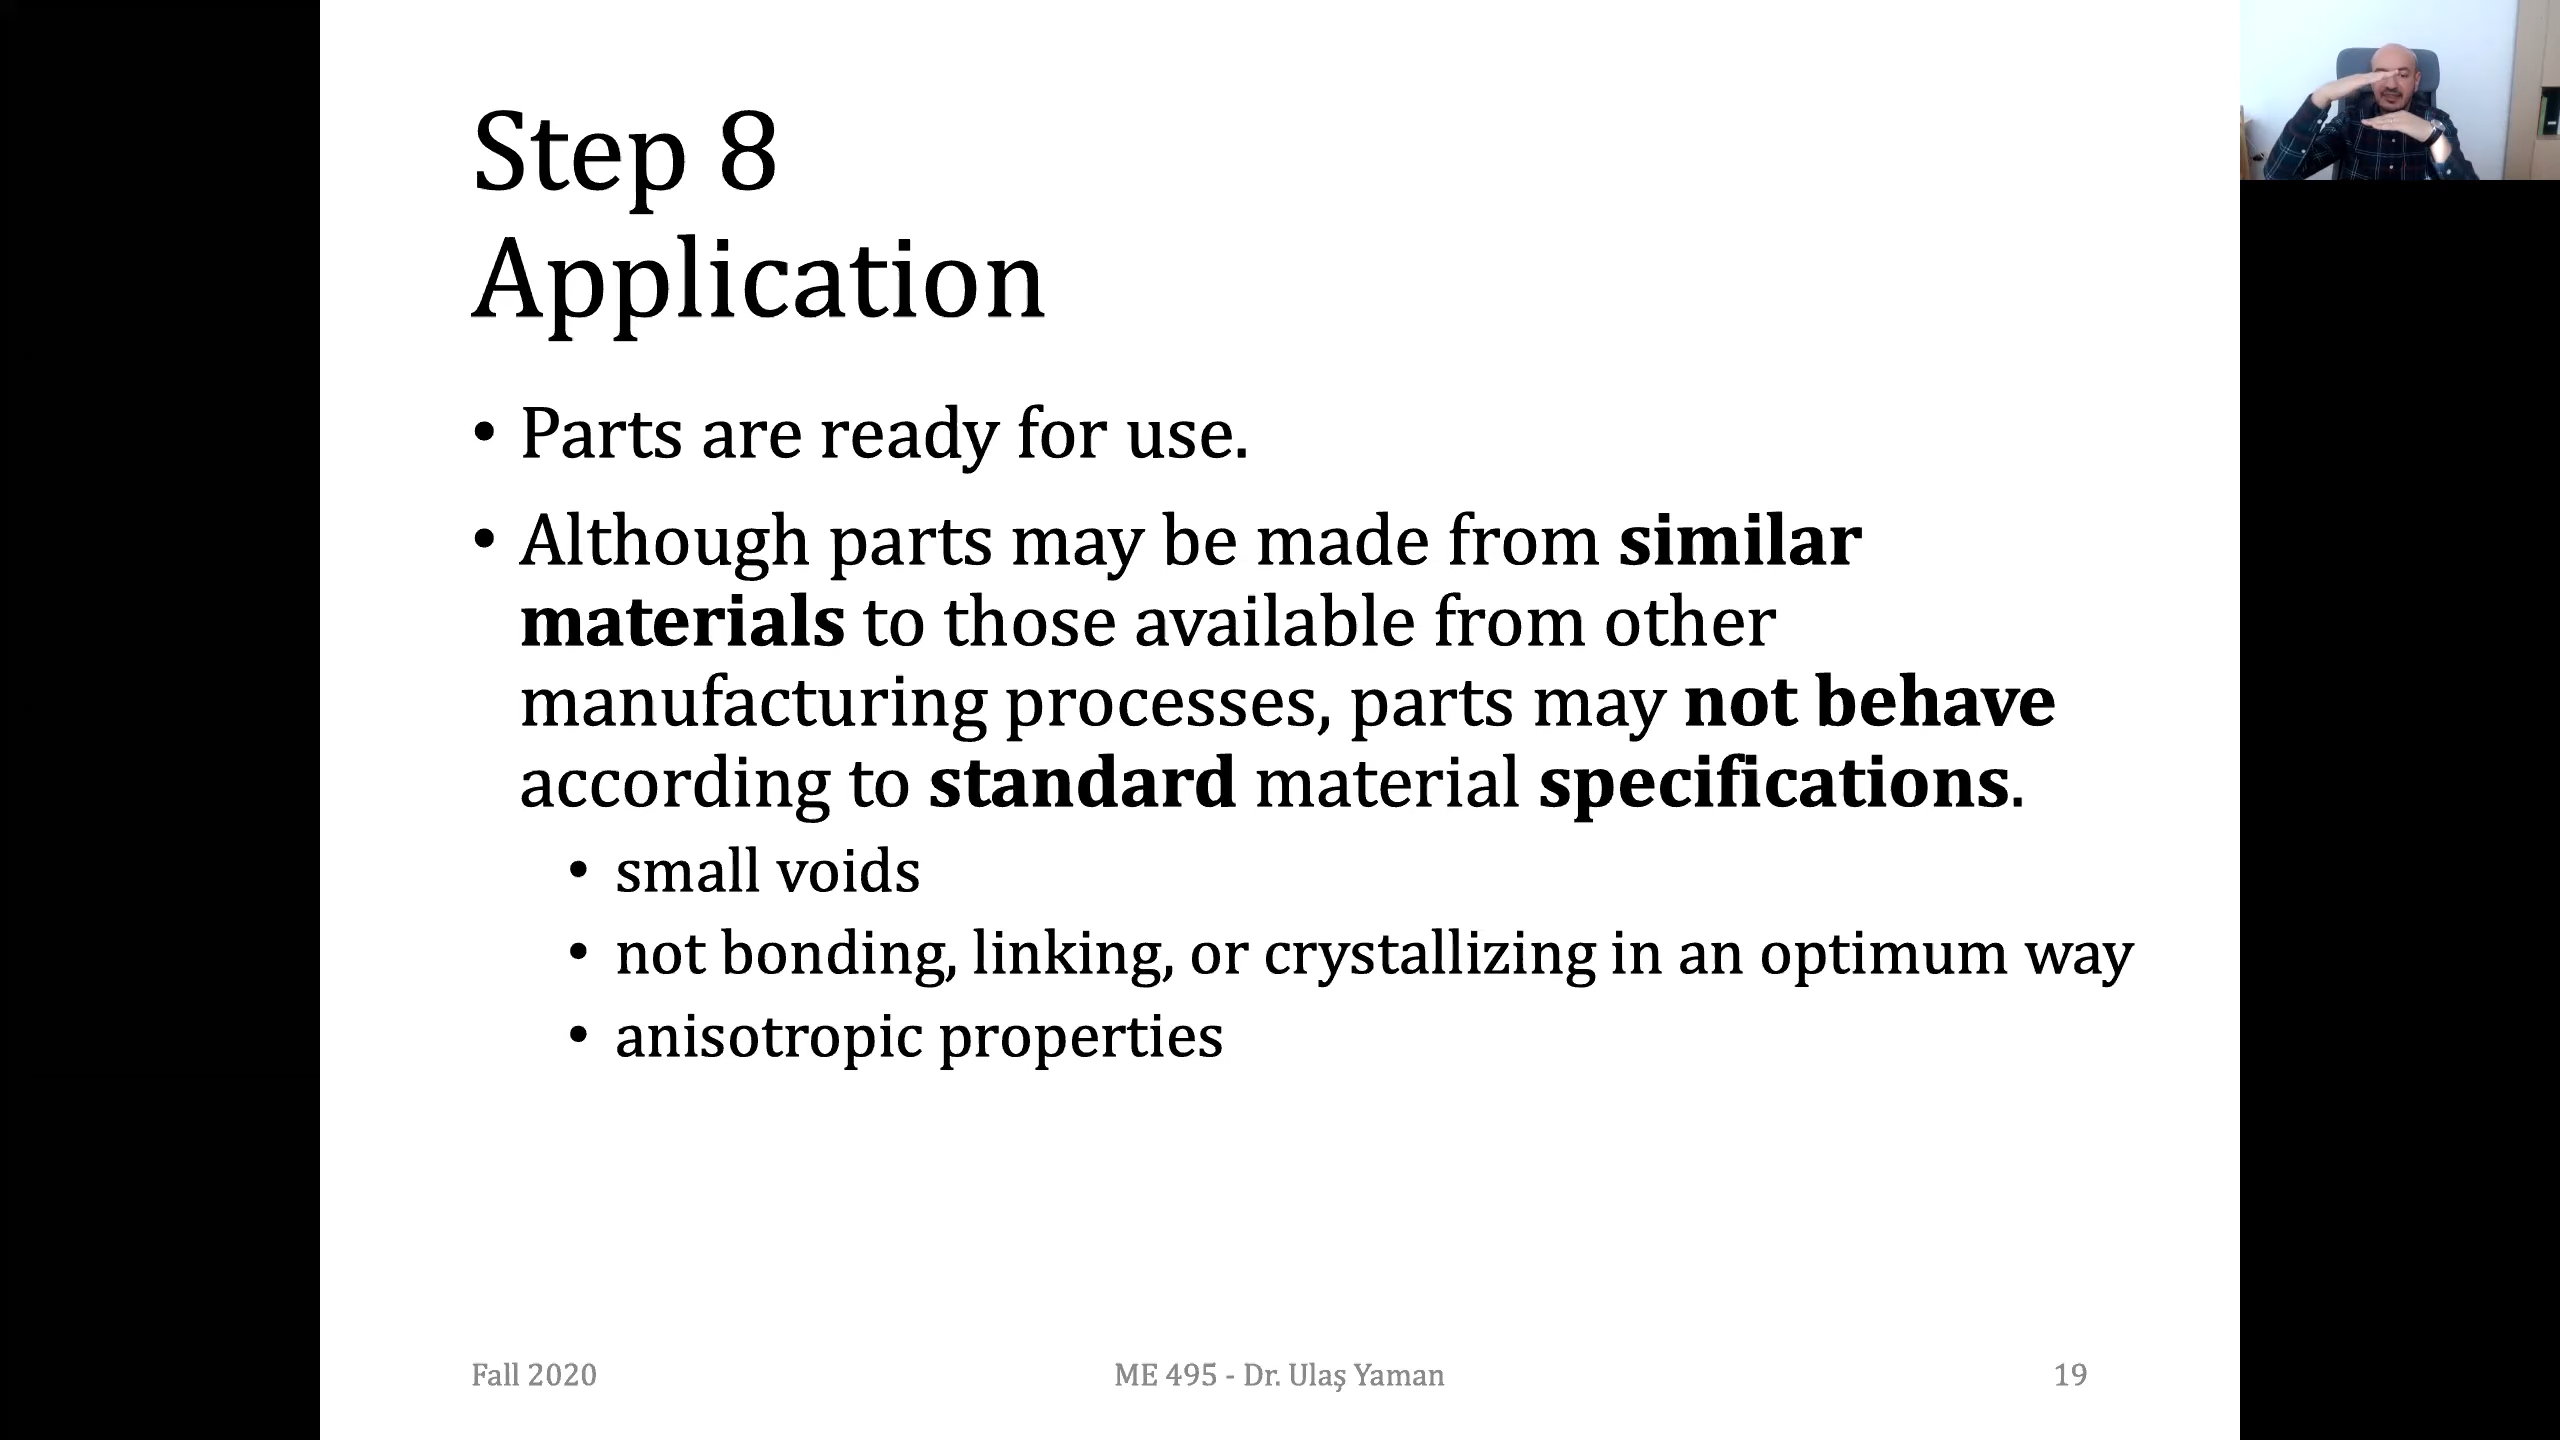 Step 8
Application
• Parts are ready for use.
• Although parts may be made from similar
materials to those available from other
manufacturing processes, parts may not behave
according to standard material specifications.
• small voids
• not bonding, linking, or crystallizing in an optimum way
• anisotropic properties
Fall 2020
ME 495 - Dr. Ulaş Yaman
19